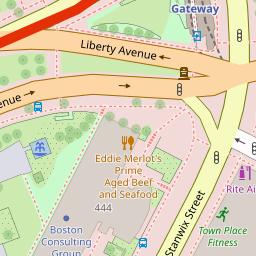 Gateway
Liberty Avenue
enue
Eddie Merlot's
Prime
Aged Beef
and Seafood
444
Boston
Consulting
Group
Stanwix Street
Rite Ai
Town Place
Fitness